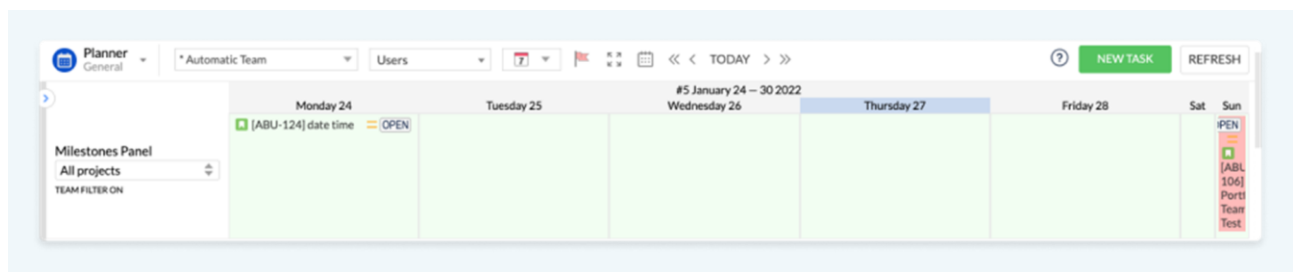 Planner
General
* Automatic Team
Users
7
TODAY
?
NEW TASK
REFRESH
#5 January 24 — 30 2022
Monday 24
Tuesday 25
Wednesday 26
Thursday 27
Friday 28
Sat
Sun
[ABU-124] date time
OPEN
Milestones Panel
All projects
TEAM FILTER ON
PEN
[ABU
106]
Team
Test